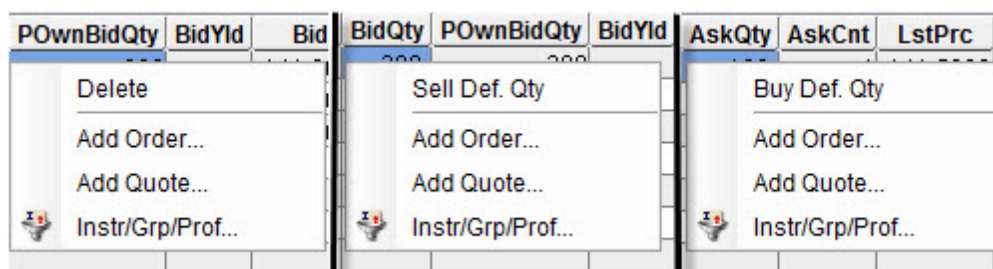 POwnBidQty BidYld Bid
Delete
Add Order...
Add Quote...
Instr/Grp/Prof...
BidQty POwnBidQty BidYld
Sell Def. Qty
Add Order...
Add Quote...
Instr/Grp/Prof...
AskQty AskCnt LstPrc
Buy Def. Qty
Add Order...
Add Quote...
Instr/Grp/Prof...